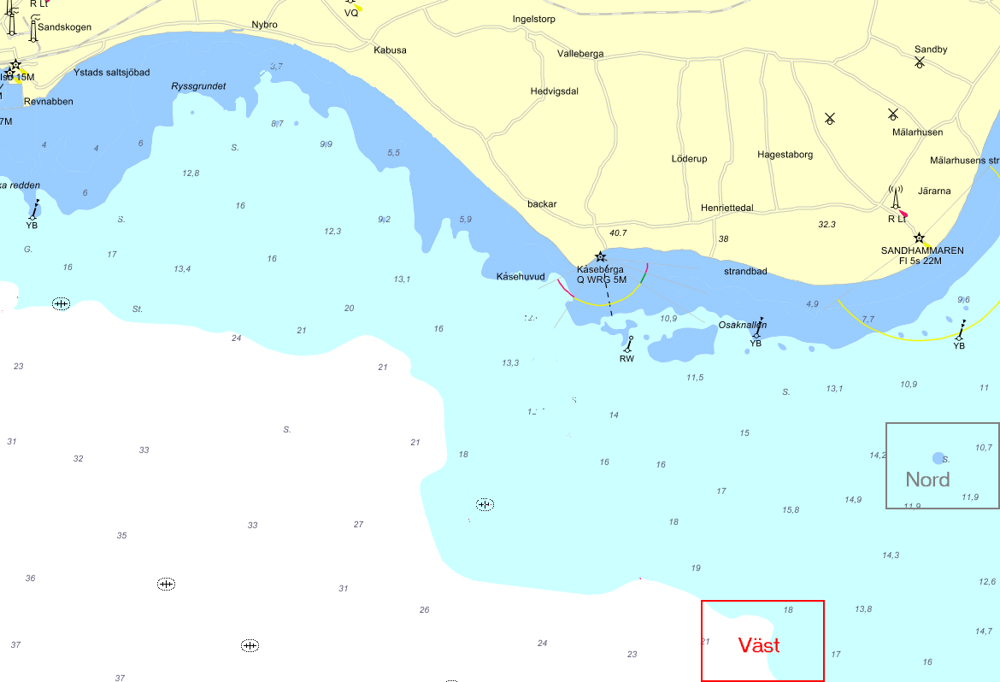 R Lt
VQ
Sandskogen
Nybro
Ingelstorp
Kabusa
Valleberga
Sandby
15M
Ystads saltsjöbad
3,7
Ryssgrundet
Hedvigsdal
Revnabben
7M
8,7
Mälarhusen
4
4
6
S.
9,9
5,5
Löderup
Hagestaborg
Mälarhusens str
12,8
ka redden
6
16
backar
Henriettedal
Järarna
R Lt
S.
9,2
5,9
YB
12,3
40.7
38
32.3
G.
17
16
SANDHAMMAREN
Fl 5s 22M
16
13,4
13,1
Kåsehuvud
Kåseberga
Q WRG 5M
strandbad
St.
20
4,9
9,6
21
16
10,9
Osaknallen
7,7
24
YB
YB
23
21
13,3
RW
11,5
S.
13,1
10,9
11
S.
14
31
32
33
21
18
15
14,2
10,7
S.
16
16
Nord
17
14,9
11,9
11,9
15,8
35
33
27
18
14,3
36
31
19
12,6
26
18
13,8
37
24
23
21
Väst
17
14,7
16
37